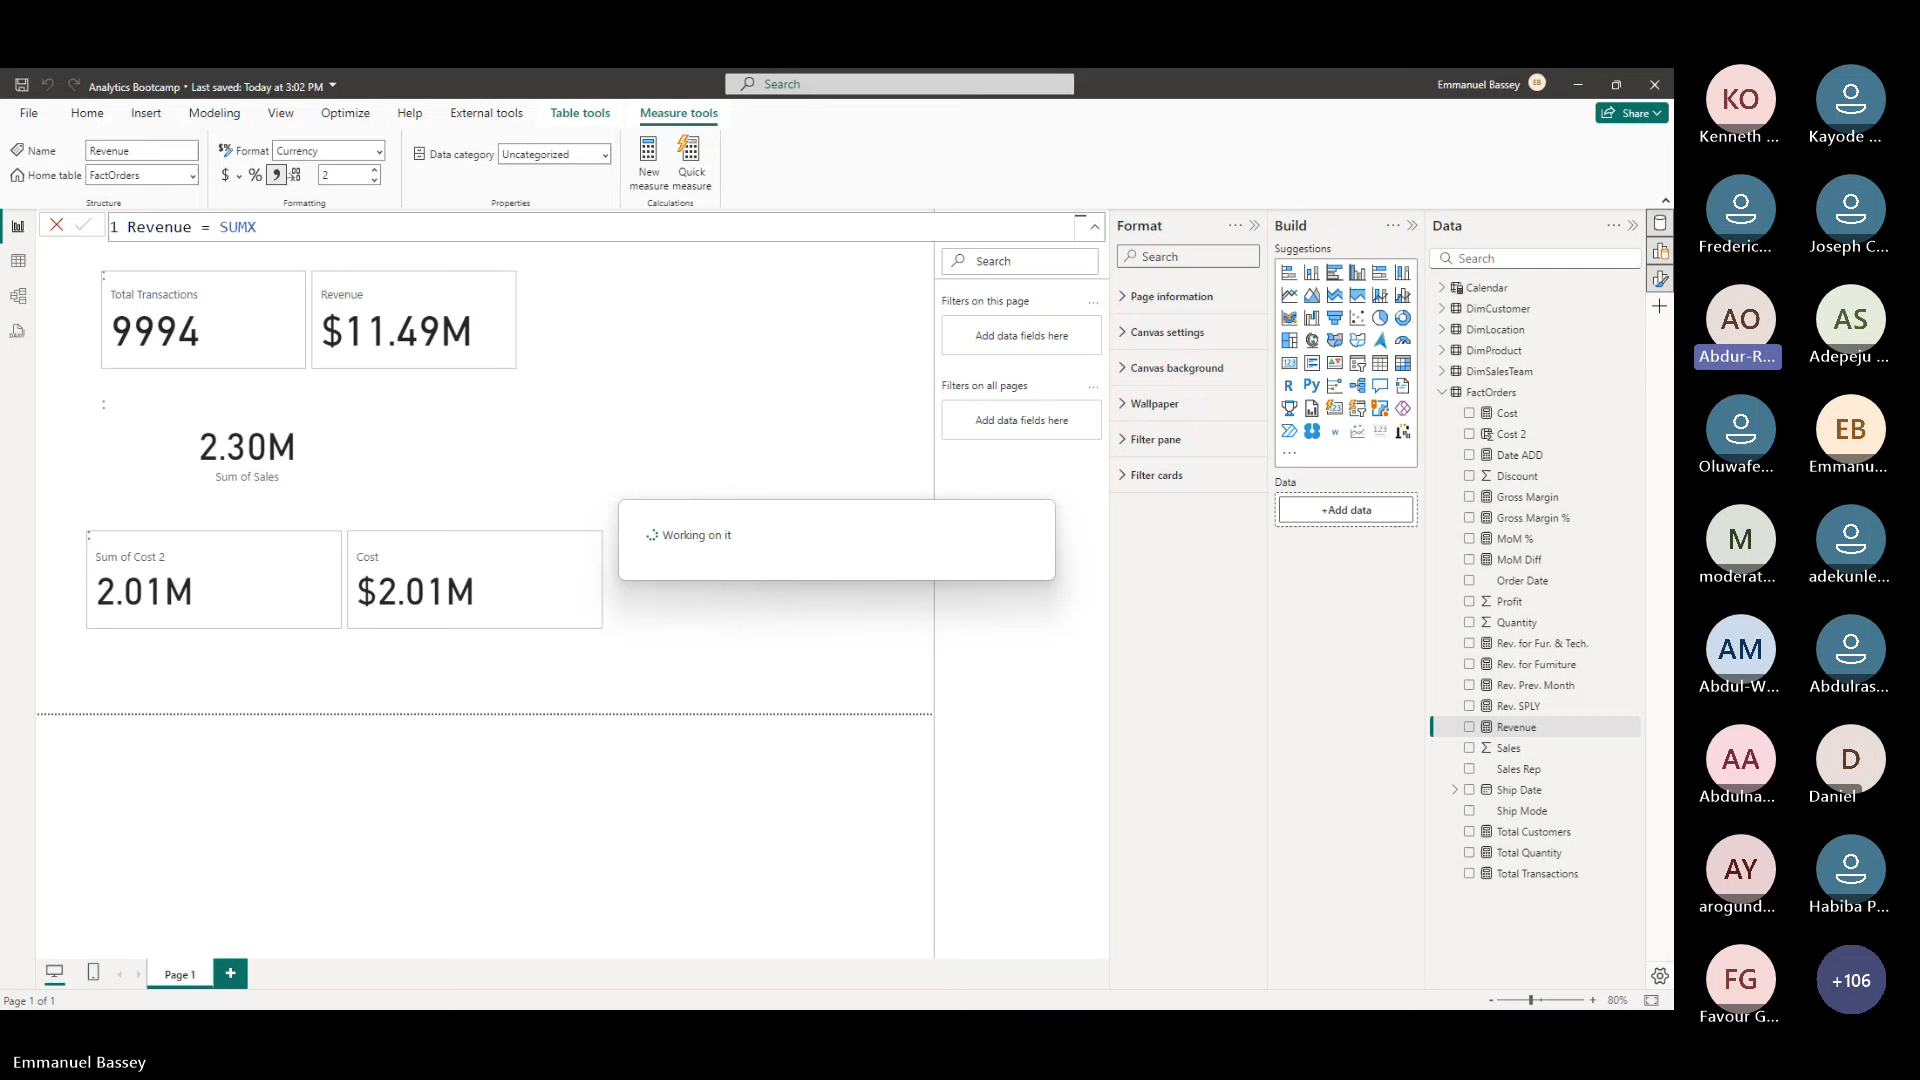 Analytics Bootcamp • Last saved: Today at 3:02 PM
Search
Emmanuel Bassey
EB
File
Home
Insert
Modeling
View
Optimize
Help
External tools
Table tools
Measure tools
Share
Name
Revenue
Home table
FactOrders
Structure
Format
Currency
$
%
2
Formatting
Data category
Uncategorized
Properties
New measure
Quick measure
Calculations
1 Revenue = SUMX
Total Transactions
9994
Revenue
$11.49M
2.30M
Sum of Sales
Sum of Cost 2
2.01M
Cost
$2.01M
Working on it
Search
Filters on this page
Add data fields here
Filters on all pages
Add data fields here
Format
Search
Page information
Canvas settings
Canvas background
Wallpaper
Filter pane
Filter cards
Build
Suggestions
R
Py
123
Data
+Add data
Data
Search
Calendar
DimCustomer
DimLocation
DimProduct
DimSalesTeam
FactOrders
Cost
Cost 2
Date ADD
Discount
Gross Margin
Gross Margin %
MoM %
MoM Diff
Order Date
Profit
Quantity
Rev. for Fur. & Tech.
Rev. for Furniture
Rev. Prev. Month
Rev. SPLY
Revenue
Sales
Sales Rep
Ship Date
Ship Mode
Total Customers
Total Quantity
Total Transactions
Page 1
Page 1 of 1
80%
KO
Kenneth ...
Kayode ...
Frederic...
Joseph C...
AO
Abdur-R...
AS
Adepeju ...
Oluwafe...
EB
Emmanu...
M
moderat...
adekunle...
AM
Abdul-W...
Abdulras...
AA
Abdulna...
D
Daniel
AY
arogund...
Habiba P...
FG
Favour G...
+106
Emmanuel Bassey